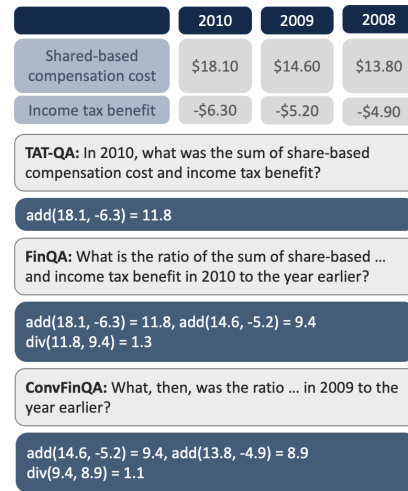 2010 2009 2008
Shared-based
compensation cost $18.10 $14.60 $13.80
Income tax benefit -$6.30 -$5.20 -$4.90
TAT-QA: In 2010, what was the sum of share-based
compensation cost and income tax benefit?
add(18.1, -6.3) = 11.8
FinQA: What is the ratio of the sum of share-based ...
and income tax benefit in 2010 to the year earlier?
add(18.1, -6.3) = 11.8, add(14.6, -5.2) = 9.4
div(11.8, 9.4) = 1.3
ConvFinQA: What, then, was the ratio ... in 2009 to the
year earlier?
add(14.6, -5.2) = 9.4, add(13.8, -4.9) = 8.9
div(9.4, 8.9) = 1.1